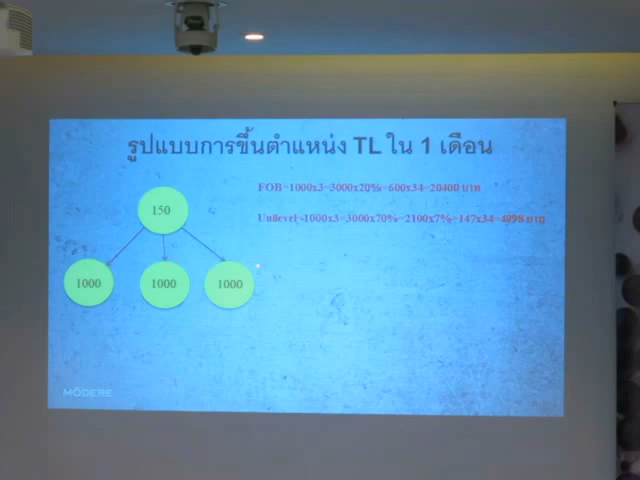 รูปแบบการขึ้นตำแหน่ง TL ใน 1 เดือน
FOB=1000x3=3000x20%=600x34=20400 บาท
150
Unilevel=1000x3=3000x70%=2100x7%=147x34=4998 บาท
1000 1000 1000
MODERE